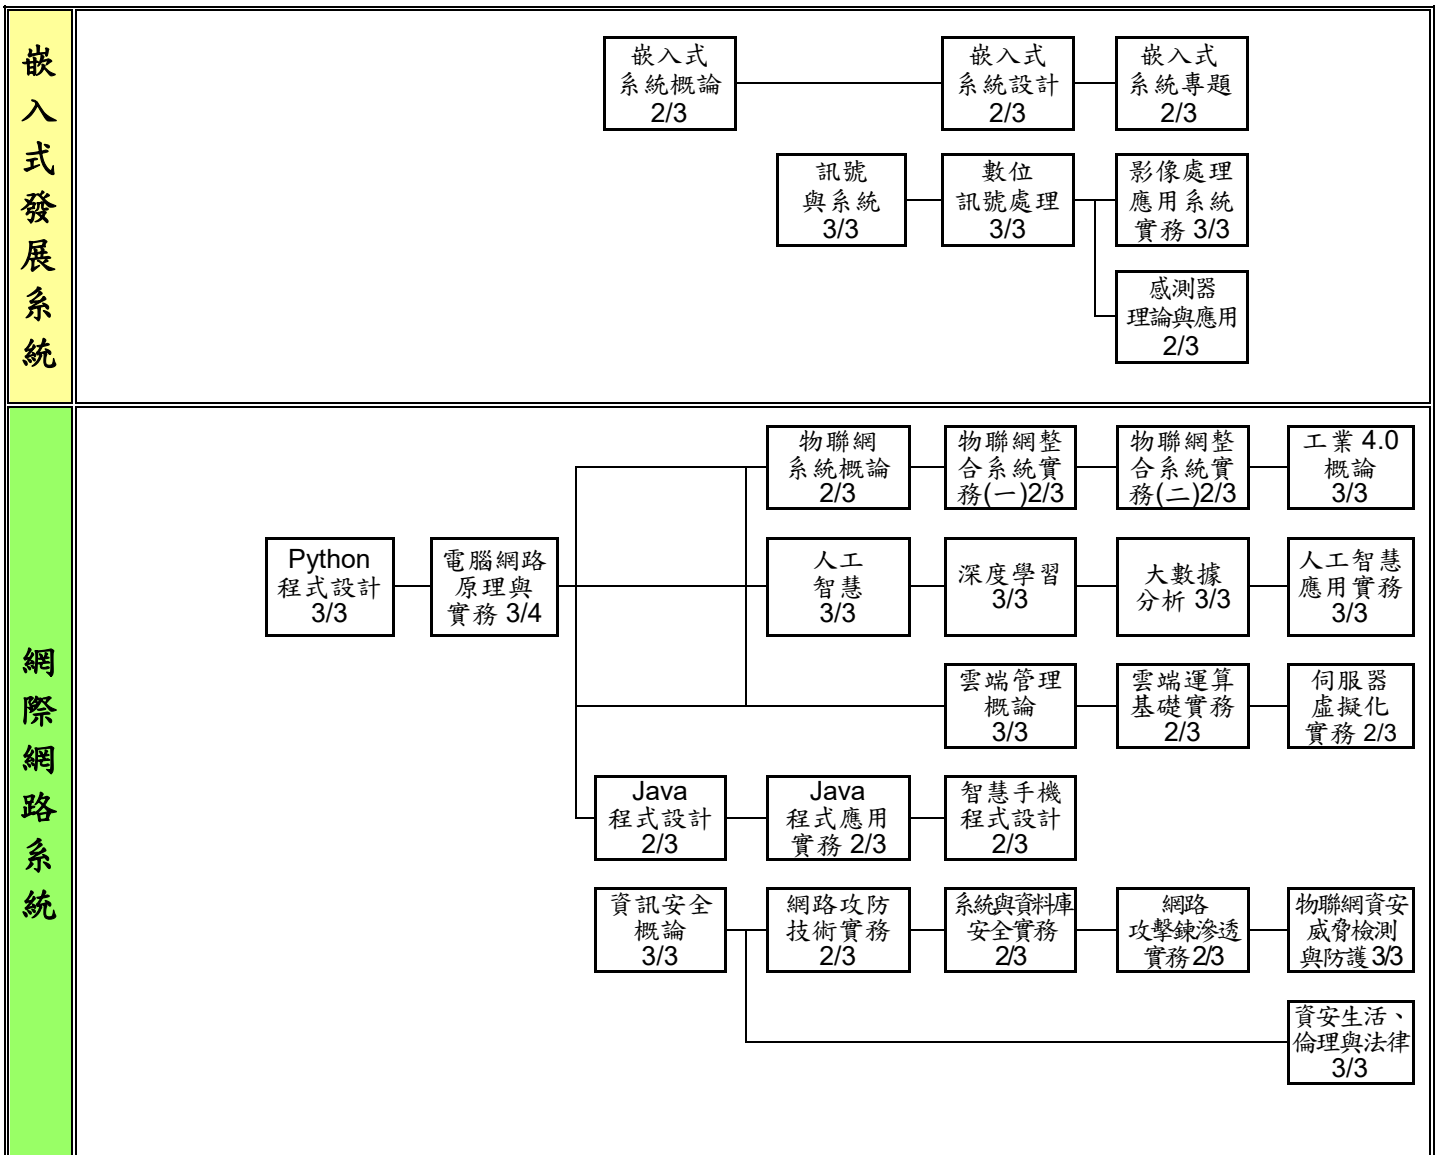 嵌
入
式
發
展
系
統
嵌入式
系統概論
2/3
嵌入式
系統設計
2/3
嵌入式
系統專題
2/3
訊號
與系統
3/3
數位
訊號處理
3/3
影像處理
應用系統
實務 3/3
感測器
理論與應用
2/3
網
際
網
路
系
統
物聯網
系統概論
2/3
物聯網整
合系統實
務(一)2/3
物聯網整
合系統實
務(二)2/3
工業 4.0
概論
3/3
Python
程式設計
3/3
電腦網路
原理與
實務 3/4
人工
智慧
3/3
深度學習
3/3
大數據
分析 3/3
人工智慧
應用實務
3/3
雲端管理
概論
3/3
雲端運算
基礎實務
2/3
伺服器
虛擬化
實務 2/3
Java
程式設計
2/3
Java
程式應用
實務 2/3
智慧手機
程式設計
2/3
資訊安全
概論
3/3
網路攻防
技術實務
2/3
系統與資料庫
安全實務
2/3
網路
攻擊鍊滲透
實務2/3
物聯網資安
威脅檢測
與防護3/3
資安生活、
倫理與法律
3/3